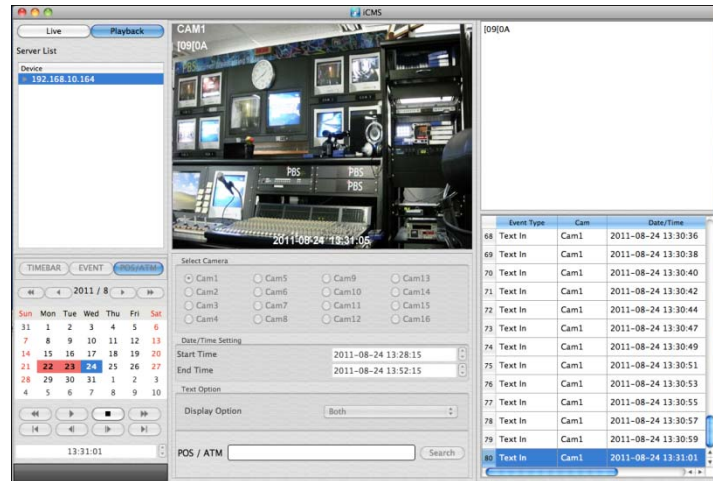 iCMS
Live
Playback
Server List
Device
192.168.10.164
TIMEBAR
EVENT
POS/ATM
2011 / 8
Sun Mon Tue Wed Thu Fri Sat
31 1 2 3 4 5 6
7 8 9 10 11 12 13
14 15 16 17 18 19 20
21 22 23 24 25 26 27
28 29 30 31 1 2 3
4 5 6 7 8 9 10
13:31:01
CAM1
[09[0A
PBS
PBS
PBS
2011-08-24 13:31:05
Select Camera
Cam1 Cam5 Cam9 Cam13
Cam2 Cam6 Cam10 Cam14
Cam3 Cam7 Cam11 Cam15
Cam4 Cam8 Cam12 Cam16
Date/Time Setting
Start Time 2011-08-24 13:28:15
End Time 2011-08-24 13:52:15
Text Option
Display Option Both
POS / ATM Search
[09[0A
Event Type Cam Date/Time
68 Text In Cam1 2011-08-24 13:30:36
69 Text In Cam1 2011-08-24 13:30:38
70 Text In Cam1 2011-08-24 13:30:40
71 Text In Cam1 2011-08-24 13:30:42
72 Text In Cam1 2011-08-24 13:30:44
73 Text In Cam1 2011-08-24 13:30:47
74 Text In Cam1 2011-08-24 13:30:49
75 Text In Cam1 2011-08-24 13:30:51
76 Text In Cam1 2011-08-24 13:30:53
77 Text In Cam1 2011-08-24 13:30:55
78 Text In Cam1 2011-08-24 13:30:57
79 Text In Cam1 2011-08-24 13:30:59
80 Text In Cam1 2011-08-24 13:31:01